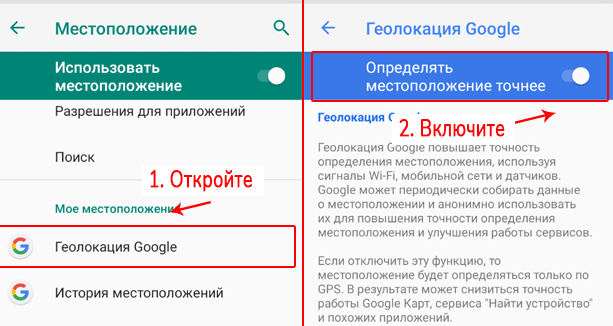 Местоположение
Использовать
местоположение
Разрешения для приложений
Поиск
1. Откройте
Мое местоположение
Геолокация Google
История местоположений
Геолокация Google
Определять
местоположение точнее
Геолокация G
2. Включите
Геолокация Google повышает точность
определения местоположения, используя
сигналы Wi-Fi, мобильной сети и датчиков.
Google может периодически собирать данные
о местоположении и анонимно использовать
их для повышения точности определения
местоположения и улучшения работы сервисов.
Если отключить эту функцию, то
местоположение будет определяться только по
GPS. В результате может снизиться точность
работы Google Карт, сервиса "Найти устройство"
и похожих приложений.